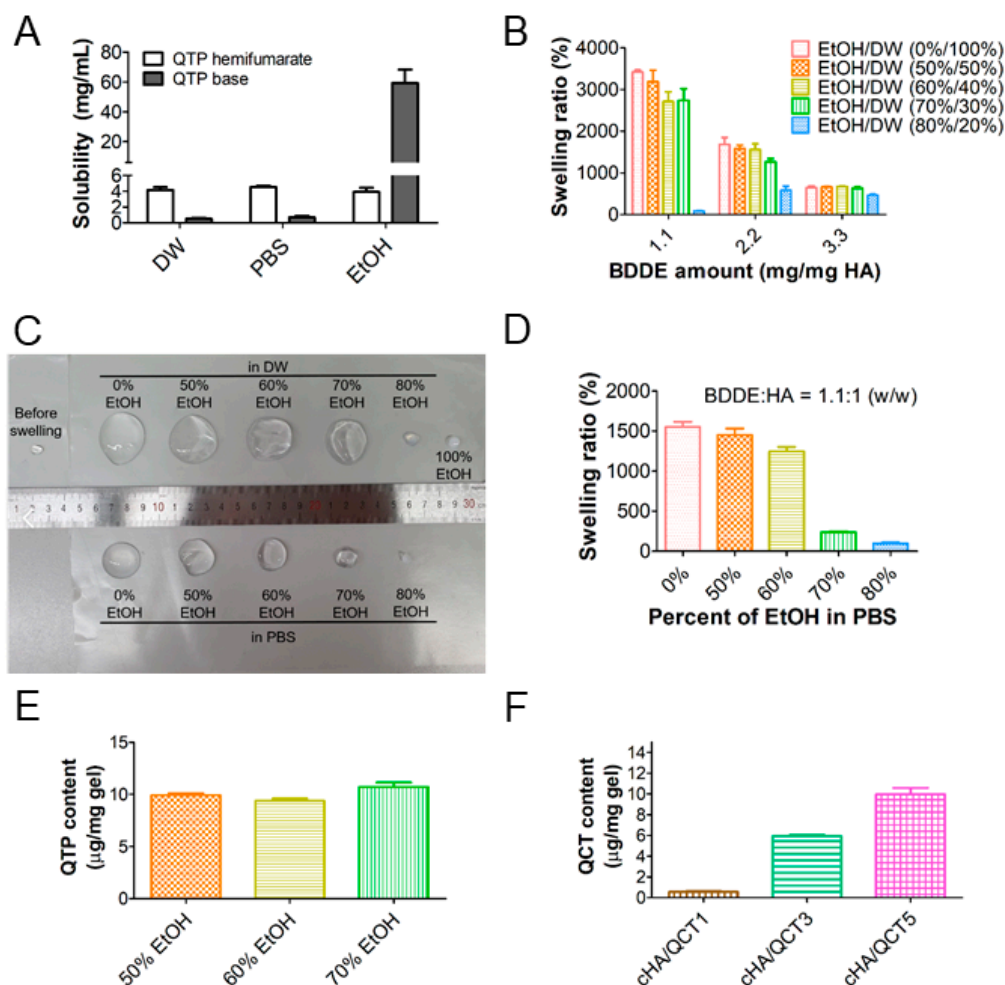 A
Solubility (mg/mL)
80
60
40
20
6
4
2
0
QTP hemifumarate
QTP base
DW
PBS
EtOH
B
Swelling ratio (%)
4000
3000
2000
1000
0
EtOH/DW (0%/100%)
EtOH/DW (50%/50%)
EtOH/DW (60%/40%)
EtOH/DW (70%/30%)
EtOH/DW (80%/20%)
1.1
2.2
3.3
BDDE amount (mg/mg HA)
C
in DW
0% EtOH
50% EtOH
60% EtOH
70% EtOH
80% EtOH
Before swelling
100% EtOH
10
30
0% EtOH
50% EtOH
60% EtOH
70% EtOH
80% EtOH
in PBS
D
Swelling ratio (%)
2000
1500
1000
500
0
BDDE:HA = 1.1:1 (w/w)
0%
50%
60%
70%
80%
Percent of EtOH in PBS
E
QTP content
(μg/mg gel)
15
10
5
0
50% EtOH
60% EtOH
70% EtOH
F
QCT content
(μg/mg gel)
14
12
10
8
6
4
2
0
cHA/QCT1
cHA/QCT3
cHA/QCT5